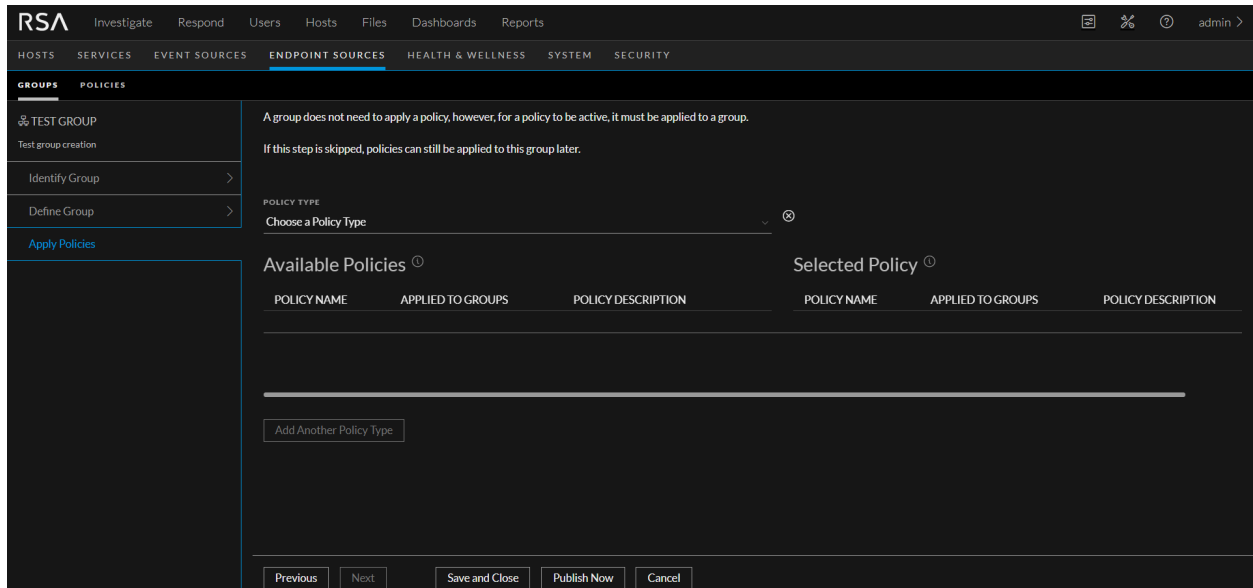 RSA Investigate Respond Users Hosts Files Dashboards Reports admin >
HOSTS SERVICES EVENT SOURCES ENDPOINT SOURCES HEALTH & WELLNESS SYSTEM SECURITY
GROUPS POLICIES
TEST GROUP
Test group creation
Identify Group
Define Group
Apply Policies
A group does not need to apply a policy, however, for a policy to be active, it must be applied to a group.
If this step is skipped, policies can still be applied to this group later.
POLICY TYPE
Choose a Policy Type
Available Policies Selected Policy
POLICY NAME APPLIED TO GROUPS POLICY DESCRIPTION POLICY NAME APPLIED TO GROUPS POLICY DESCRIPTION
Add Another Policy Type
Previous Next Save and Close Publish Now Cancel